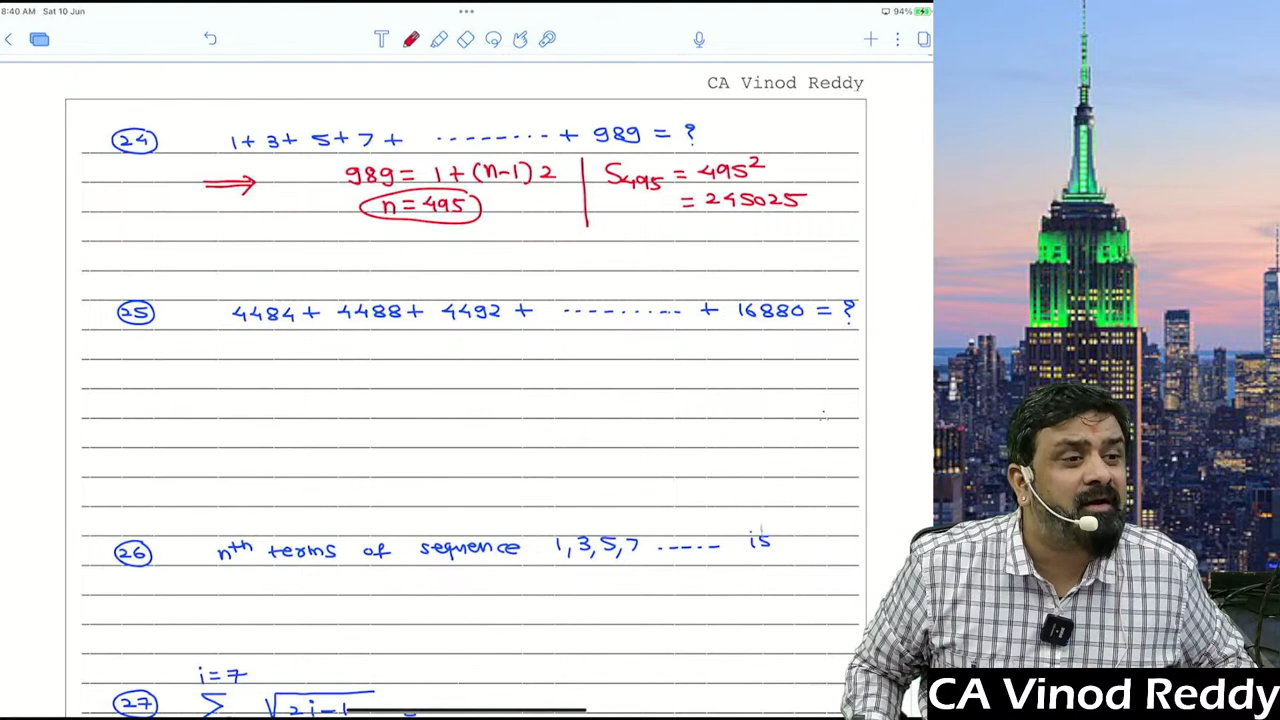 8:40 AM Sat 10 Jun
94%
CA Vinod Reddy
24 1+3+5+7+ ......... + 989 = ?
⟹ 989 = 1+(n-1)2
n = 495
S₄₉₅ = 495²
= 245025
25 4484+ 4488+ 4492 + .......... + 16880 = ?
26 nth terms of sequence 1,3,5,7 ...... is
i=7
27 ∑ √2i-1 =
CA Vinod Reddy